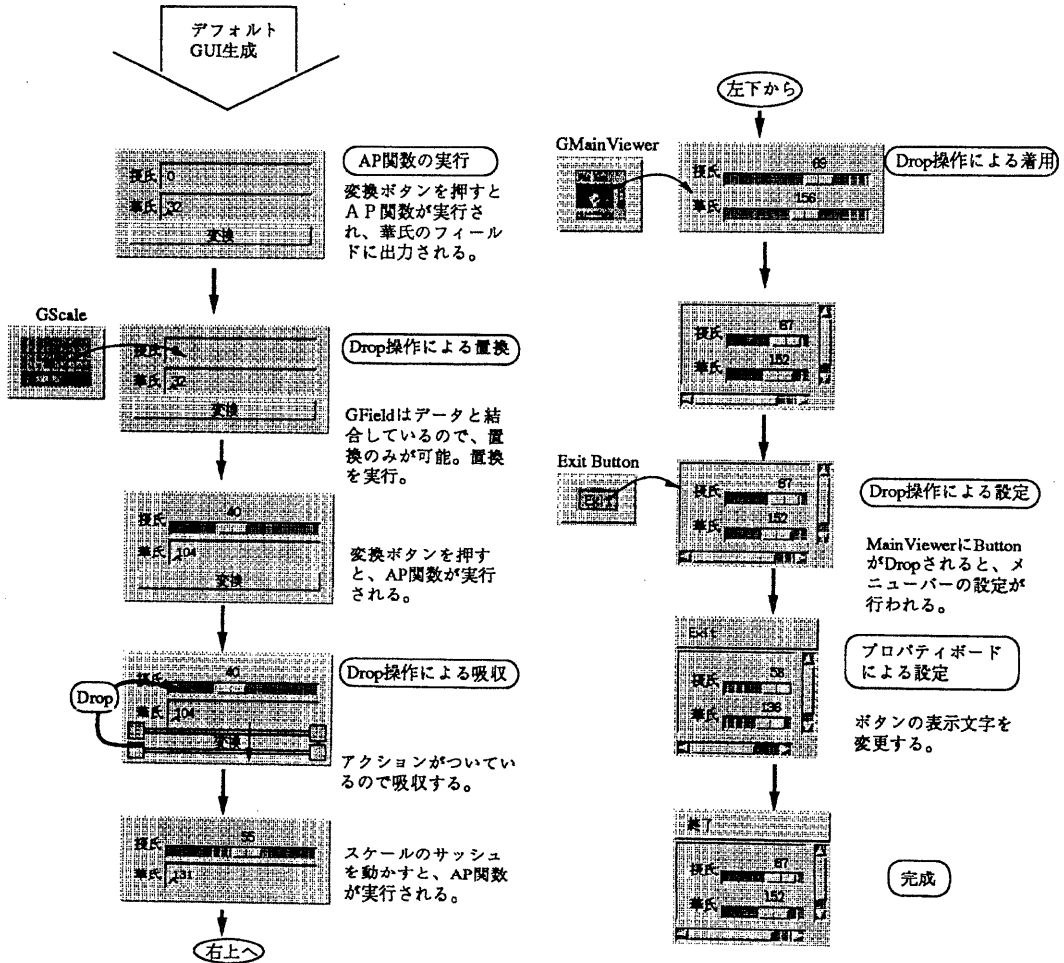 デフォルト
GUI生成
摂氏 0
華氏 32
変換
AP関数の実行
変換ボタンを押すと
AP関数が実行さ
れ、華氏のフィール
ドに出力される。
GScale
摂氏
華氏 32
変換
Drop操作による置換
GFieldはデータと結
合しているので、置
換のみが可能。置換
を実行。
40
摂氏
華氏 104
変換
変換ボタンを押す
と、AP関数が実行
される。
Drop
40
摂氏
華氏 104
変換
Drop操作による吸収
アクションがついてい
るので吸収する。
55
摂氏
華氏 131
スケールのサッシュ
を動かすと、AP関数
が実行される。
右上へ
左下から
GMainViewer
69
摂氏
156
華氏
Drop操作による着用
67
摂氏
152
華氏
Exit Button
Exit
67
摂氏
152
華氏
Drop操作による設定
MainViewerにButton
がDropされると、メ
ニューバーの設定が
行われる。
Exit
58
摂氏
136
華氏
プロパティボード
による設定
ボタンの表示文字を
変更する。
終了
67
摂氏
152
華氏
完成